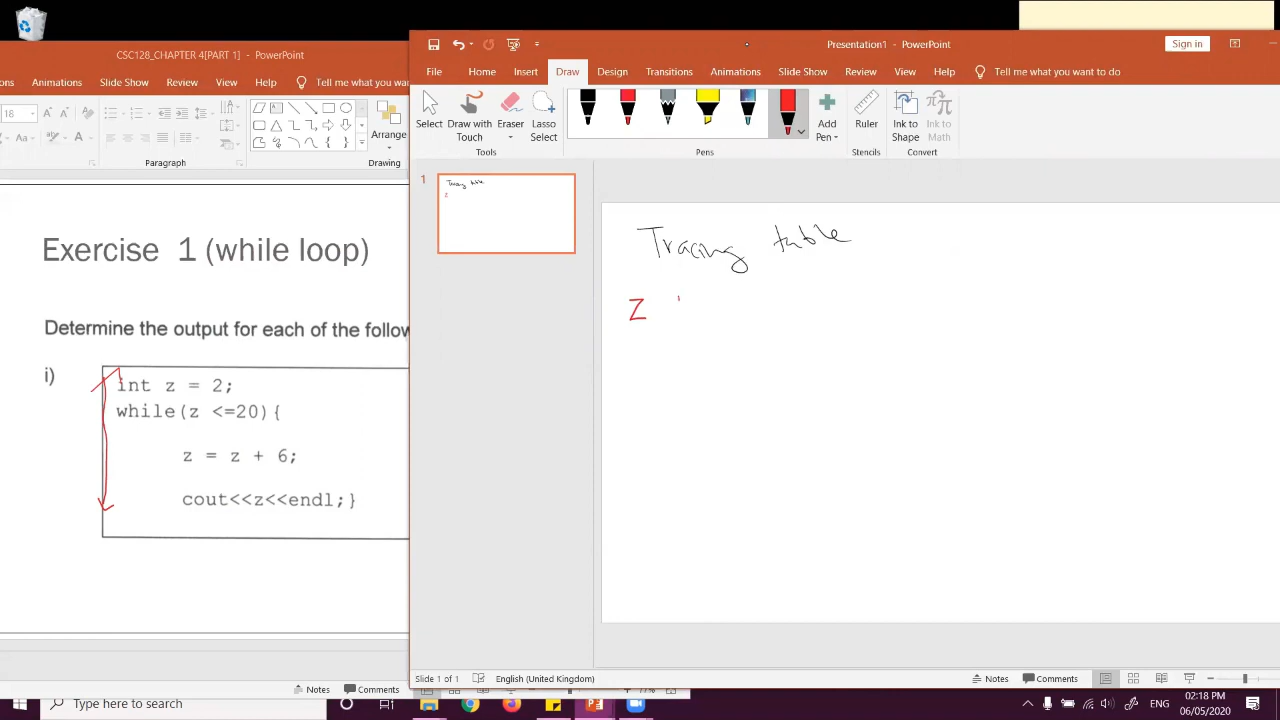 CSC128_CHAPTER 4[PART 1] - PowerPoint
Animations Slide Show Review View Help Tell me what you want
18
Aa
Arrange
Paragraph
Drawing
Exercise 1 (while loop)
Determine the output for each of the follow
i)
int z = 2;
while(z <=20){
z = z + 6;
cout<<z<<endl;}
Notes Comments
Presentation1 - PowerPoint
Sign in
File Home Insert Draw Design Transitions Animations Slide Show Review View Help Tell me what you want to do
Select
Draw with Touch
Eraser
Lasso Select
Add Pen
Ruler
Ink to Shape
Ink to Math
Tools
Pens
Stencils
Convert
1
Tracing table
Z
Tracing table
Z
Slide 1 of 1
English (United Kingdom)
Notes
Comments
Type here to search
ENG
02:18 PM
06/05/2020